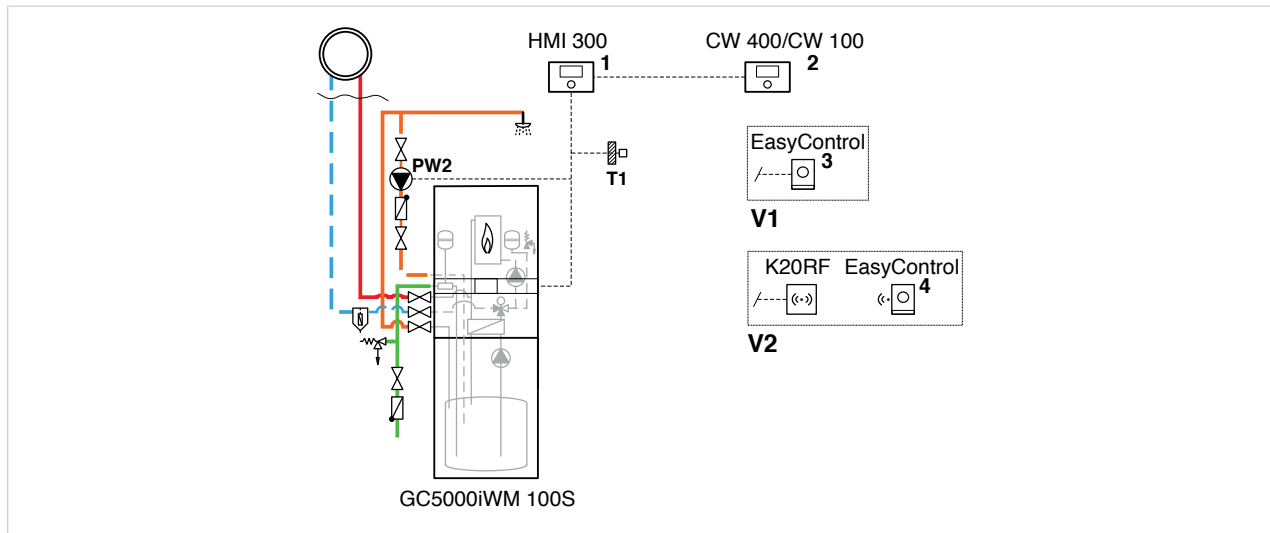 HMI 300
1
CW 400/CW 100
2
EasyControl
3
V1
PW2
T1
K20RF
EasyControl
4
V2
GC5000iWM 100S